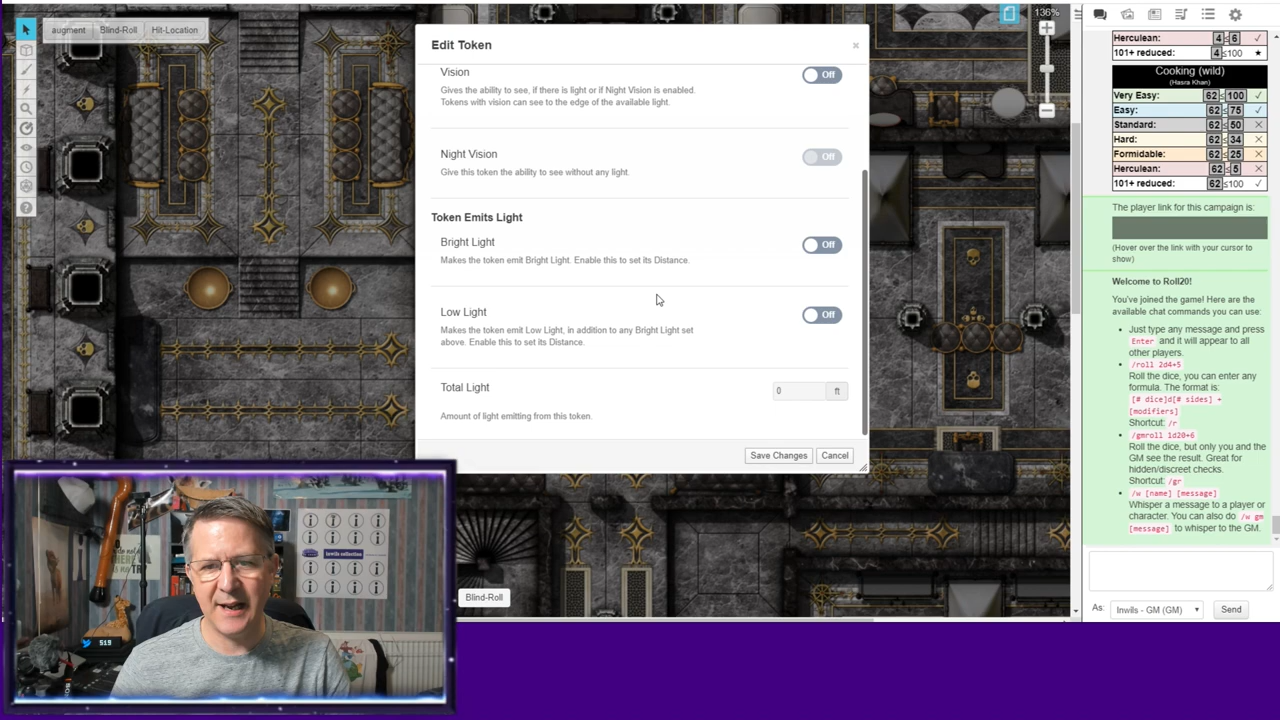 augment
Blind-Roll
Hit-Location
136%
Edit Token
×
Vision
Off
Gives the ability to see, if there is light or if Night Vision is enabled.
Tokens with vision can see to the edge of the available light.
Night Vision
Off
Give this token the ability to see without any light.
Token Emits Light
Bright Light
Off
Makes the token emit Bright Light. Enable this to set its Distance.
Low Light
Off
Makes the token emit Low Light, in addition to any Bright Light set
above. Enable this to set its Distance.
Total Light
0 ft
Amount of light emitting from this token.
Save Changes
Cancel
Blind-Roll
519
inwils collection
Herculean: 4≤6 ✓
101+ reduced: 4≤100 ★
Cooking (wild)
(Hasra Khan)
Very Easy: 62≤100 ✓
Easy: 62≤75 ✓
Standard: 62≤50 ×
Hard: 62≤34 ×
Formidable: 62≤25 ×
Herculean: 62≤5 ×
101+ reduced: 62≤100 ✓
The player link for this campaign is:
(Hover over the link with your cursor to
show)
Welcome to Roll20!
You've joined the game! Here are the
available chat commands you can use:
• Just type any message and press
Enter and it will appear to all
other players.
• /roll 2d4+5
Roll the dice, you can enter any
formula. The format is:
[# dice]d[# sides] +
[modifiers]
Shortcut: /r
• /gmroll 1d20+6
Roll the dice, but only you and the
GM see the result. Great for
hidden/discreet checks.
Shortcut: /gr
• /w [name] [message]
Whisper a message to a player or
character. You can also do /w gm
[message] to whisper to the GM.
As:
Inwils - GM (GM)
Send